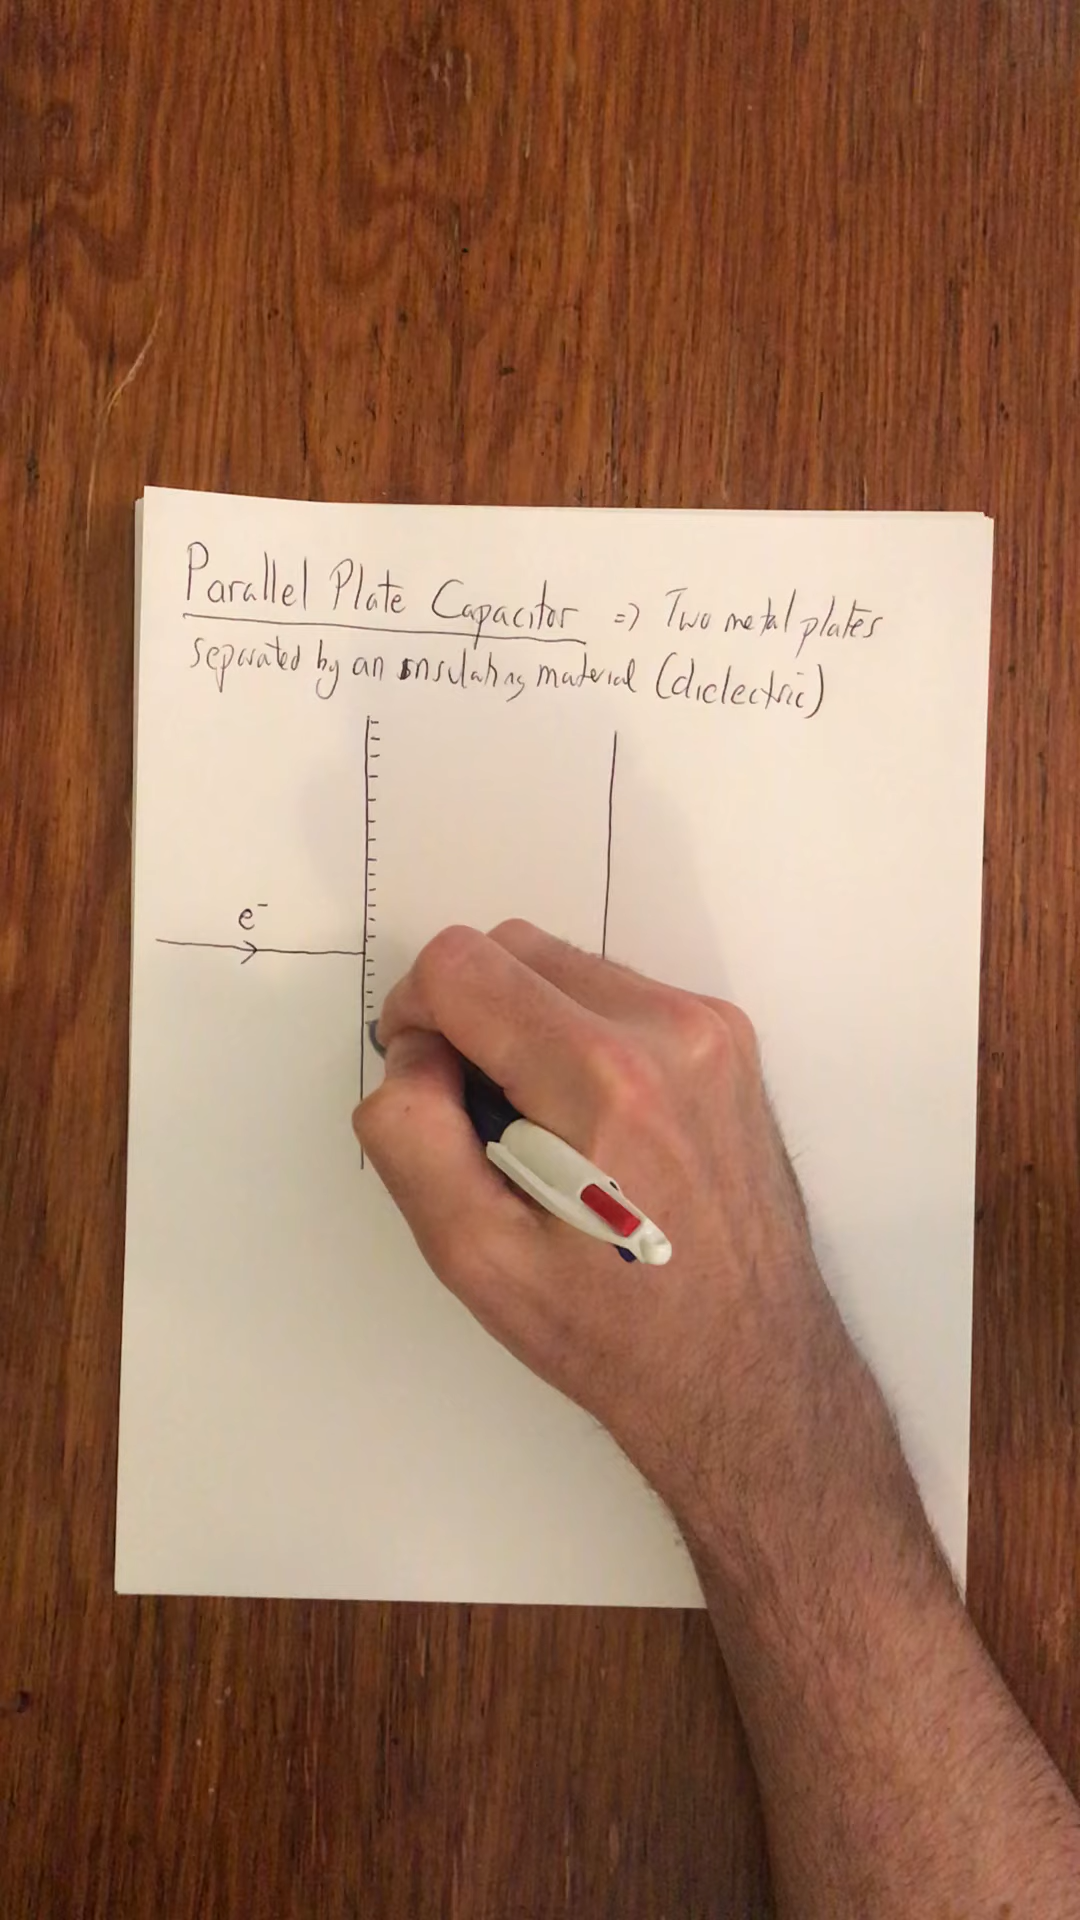 Parallel Plate Capacitor => Two metal plates
separated by an insulating material (dielectric)
e⁻